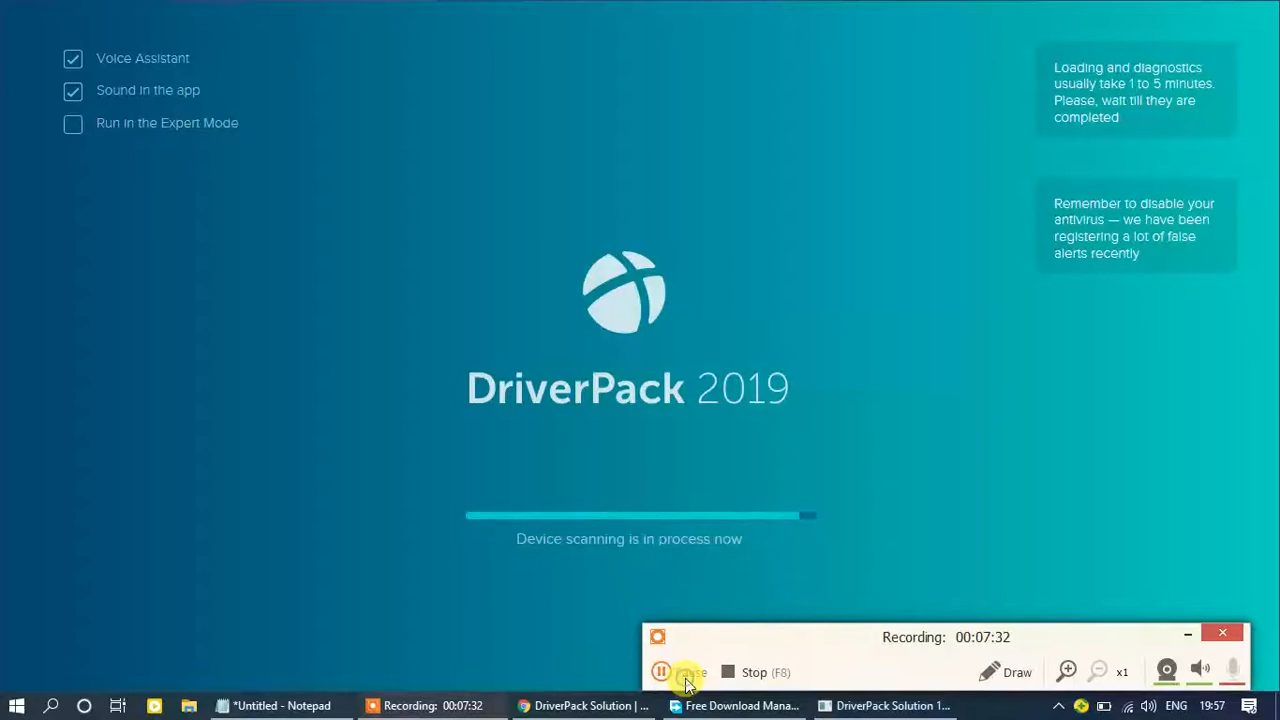 Voice Assistant
Sound in the app
Run in the Expert Mode
Loading and diagnostics
usually take 1 to 5 minutes.
Please, wait till they are
completed
Remember to disable your
antivirus — we have been
registering a lot of false
alerts recently
DriverPack 2019
Device scanning is in process now
Recording: 00:07:32
Pause
Stop (F8)
Draw
x1
*Untitled - Notepad
Recording: 00:07:32
DriverPack Solution | ...
Free Download Mana...
DriverPack Solution 1...
ENG
19:57